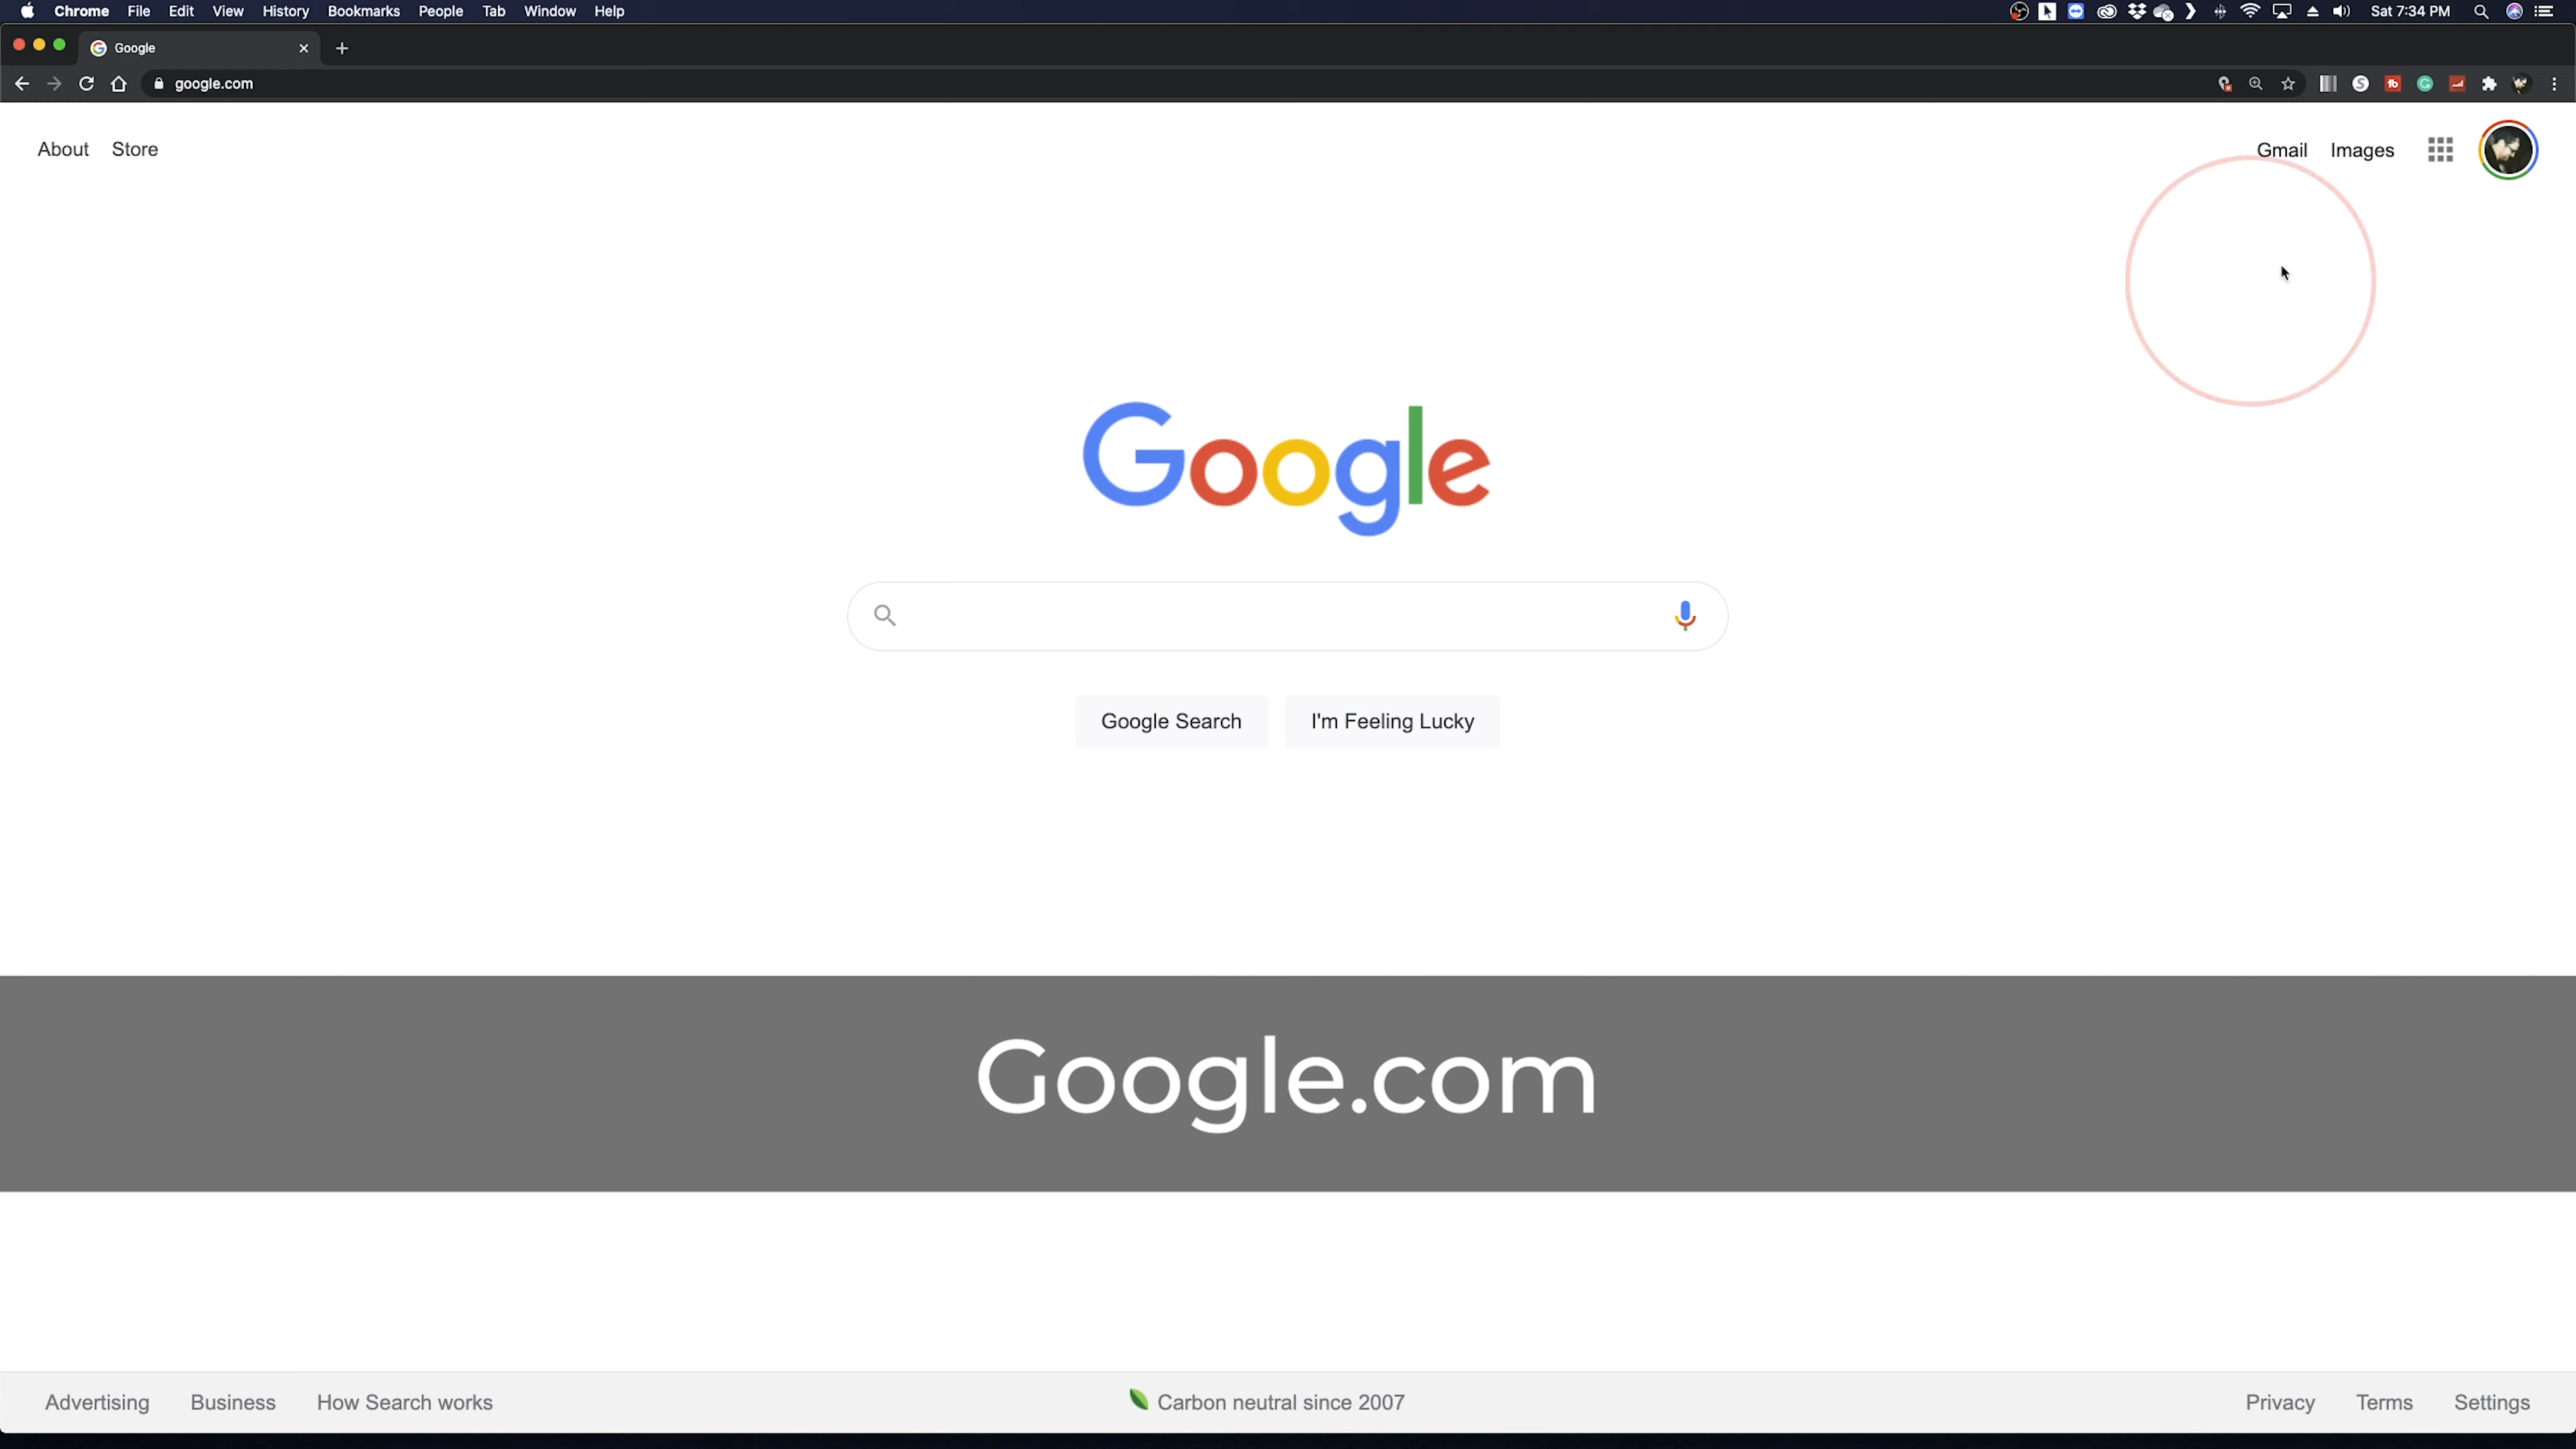 Chrome File Edit View History Bookmarks People Tab Window Help
Sat 7:34 PM
Google
google.com
About Store
Gmail Images
Google
Google Search I'm Feeling Lucky
Google.com
Advertising Business How Search works
Carbon neutral since 2007
Privacy Terms Settings